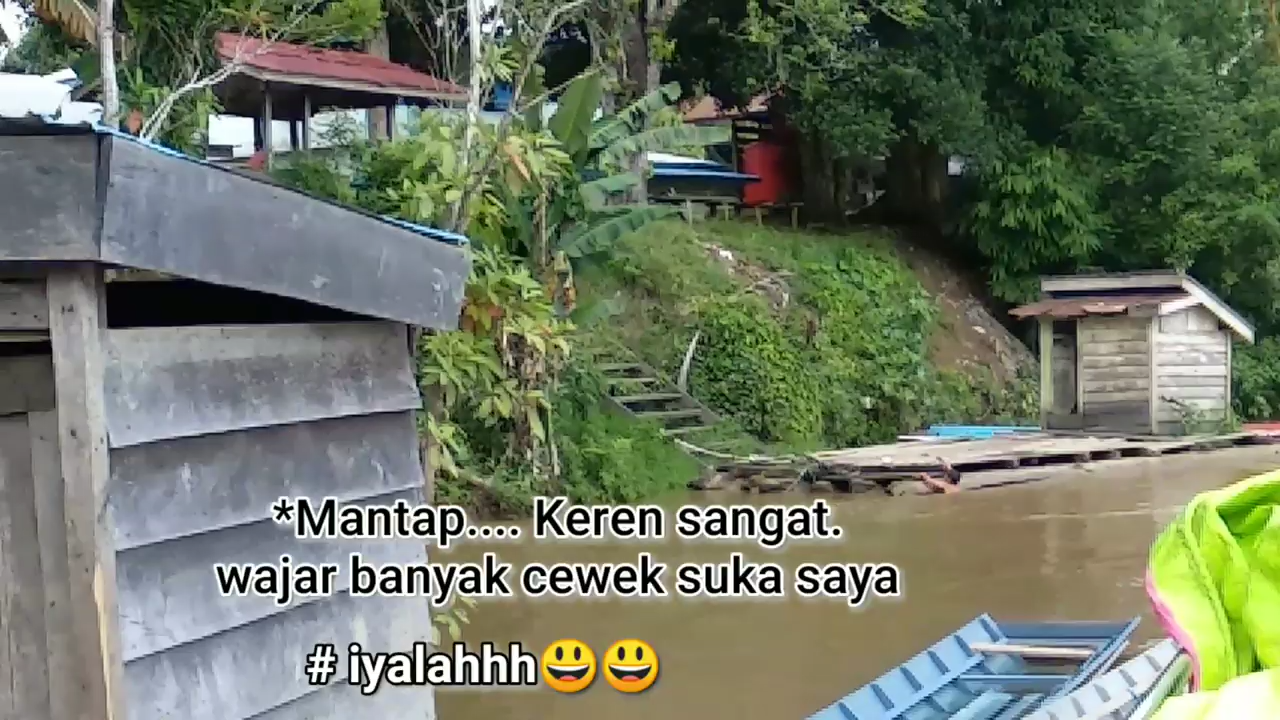 *Mantap.... Keren sangat.
wajar banyak cewek suka saya
# iyalahhh😃😃